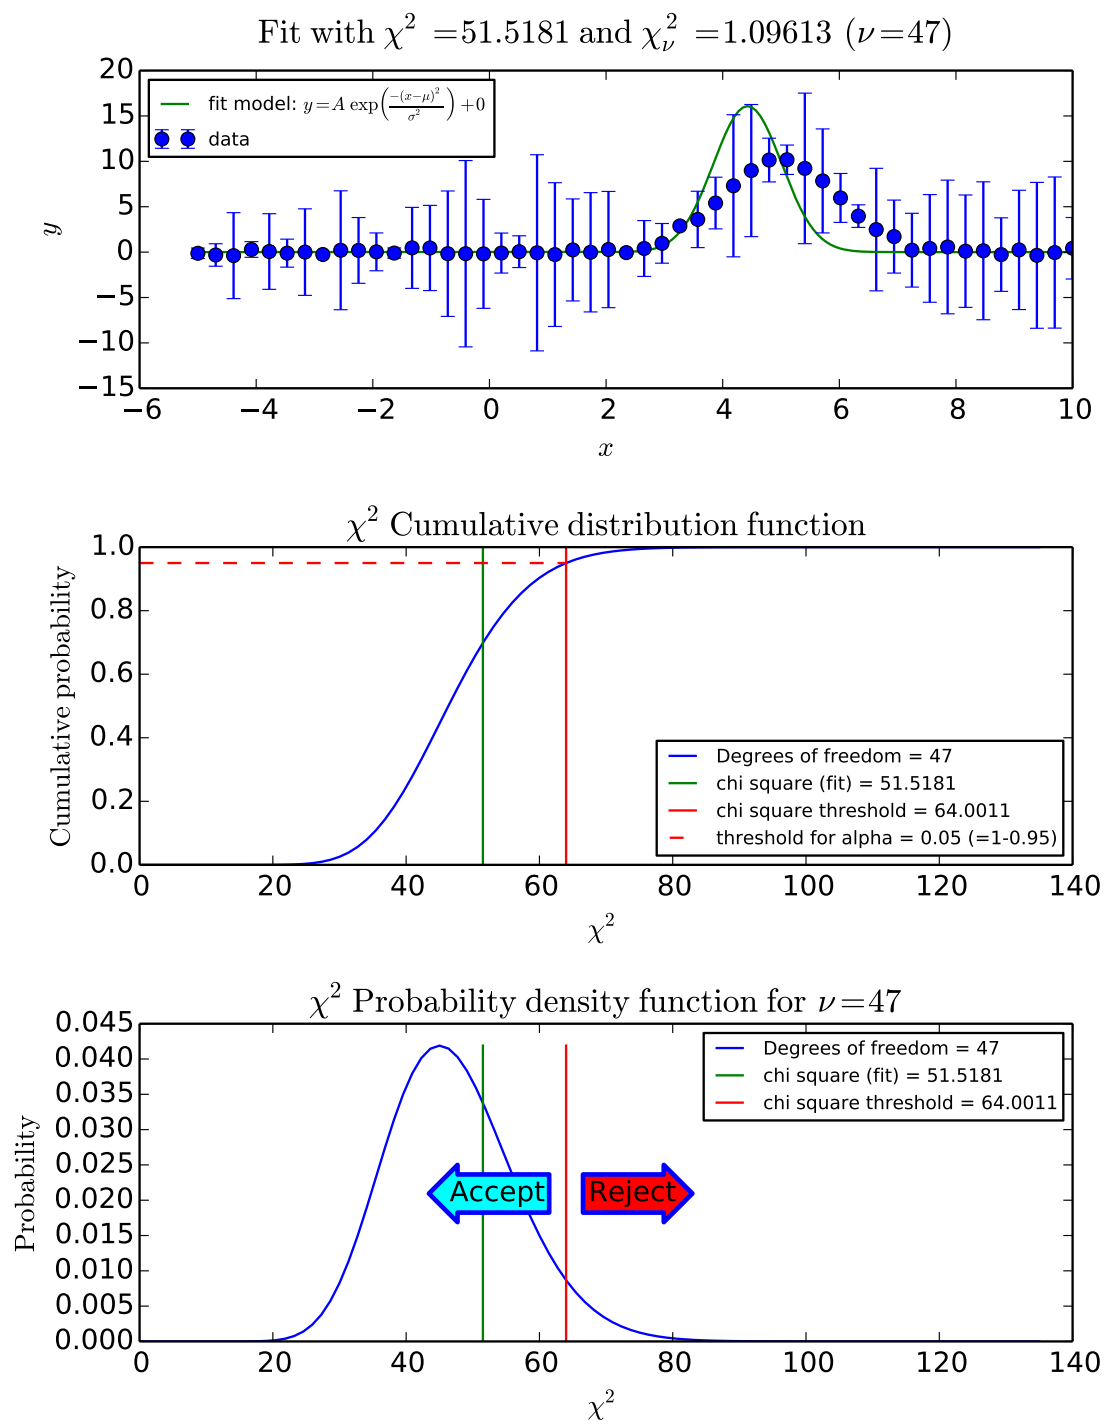 Fit with χ² =51.5181 and χν² =1.09613 (ν=47)
20
15
10
5
0
−5
−10
−15
y
fit model: y=A exp(−(x−μ)²/σ²)+0
data
−6 −4 −2 0 2 4 6 8 10
x
χ² Cumulative distribution function
1.0
0.8
0.6
0.4
0.2
0.0
Cumulative probability
Degrees of freedom = 47
chi square (fit) = 51.5181
chi square threshold = 64.0011
threshold for alpha = 0.05 (=1-0.95)
0 20 40 60 80 100 120 140
χ²
χ² Probability density function for ν=47
0.045
0.040
0.035
0.030
0.025
0.020
0.015
0.010
0.005
0.000
Probability
Degrees of freedom = 47
chi square (fit) = 51.5181
chi square threshold = 64.0011
Accept Reject
0 20 40 60 80 100 120 140
χ²